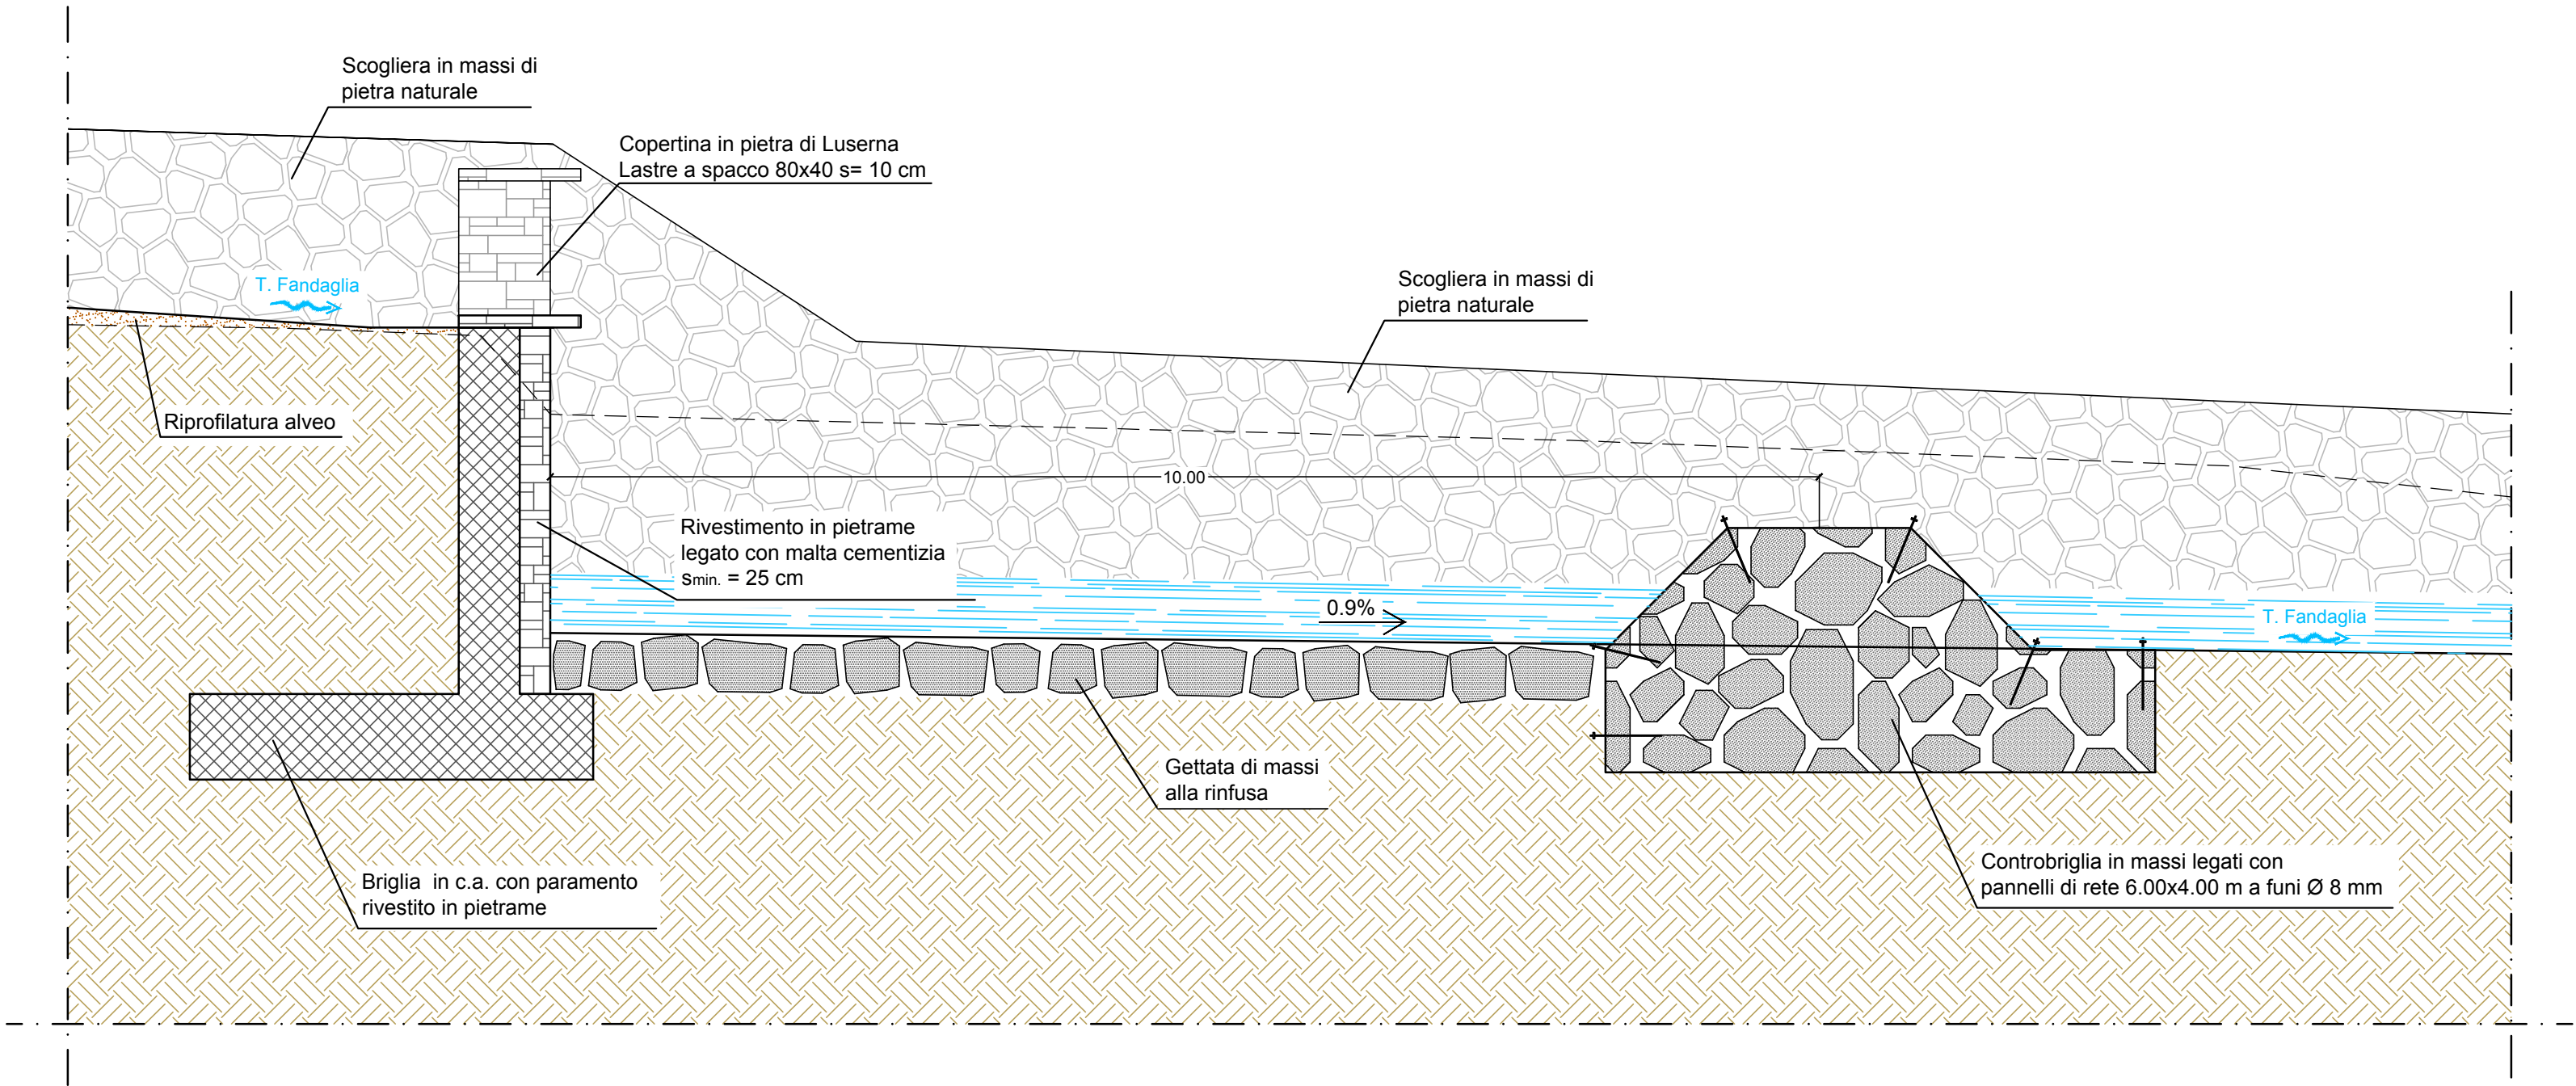 Scogliera in massi di
pietra naturale
Copertina in pietra di Luserna
Lastre a spacco 80x40 s= 10 cm
T. Fandaglia
Scogliera in massi di
pietra naturale
Riprofilatura alveo
10.00
Rivestimento in pietrame
legato con malta cementizia
smin. = 25 cm
0.9%
T. Fandaglia
Gettata di massi
alla rinfusa
Briglia in c.a. con paramento
rivestito in pietrame
Controbriglia in massi legati con
pannelli di rete 6.00x4.00 m a funi Ø 8 mm